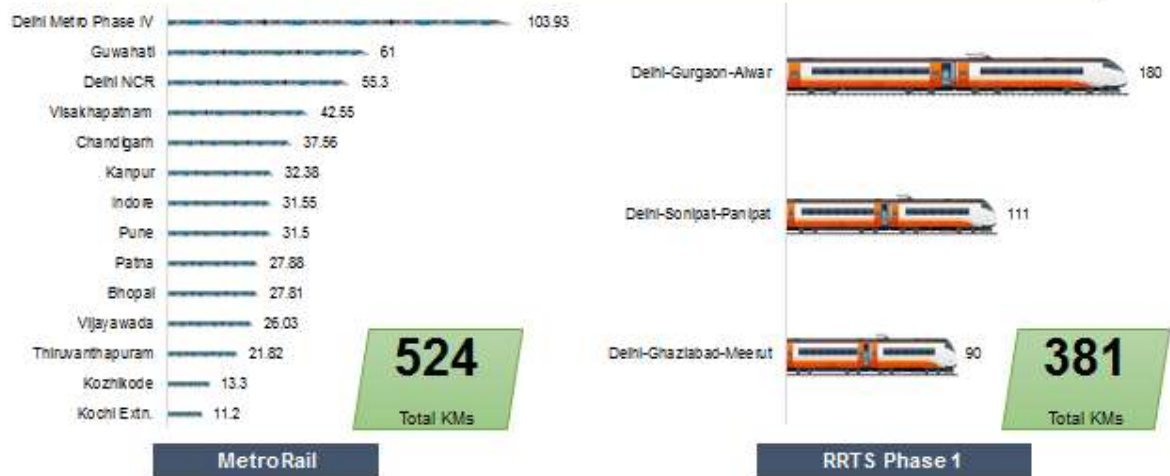 Delhi Metro Phase IV 103.93
Guwahati 61
Delhi NCR 55.3
Visakhapatnam 42.55
Chandigarh 37.56
Kanpur 32.38
Indore 31.55
Pune 31.5
Patna 27.88
Bhopal 27.81
Vijayawada 26.03
Thiruvanthapuram 21.82
Kozhikode 13.3
Kochi Extn. 11.2
524
Total KMs
MetroRail
Delhi-Gurgaon-Alwar 180
Delhi-Sonipat-Panipat 111
Delhi-Ghaziabad-Meerut 90
381
Total KMs
RRTS Phase 1